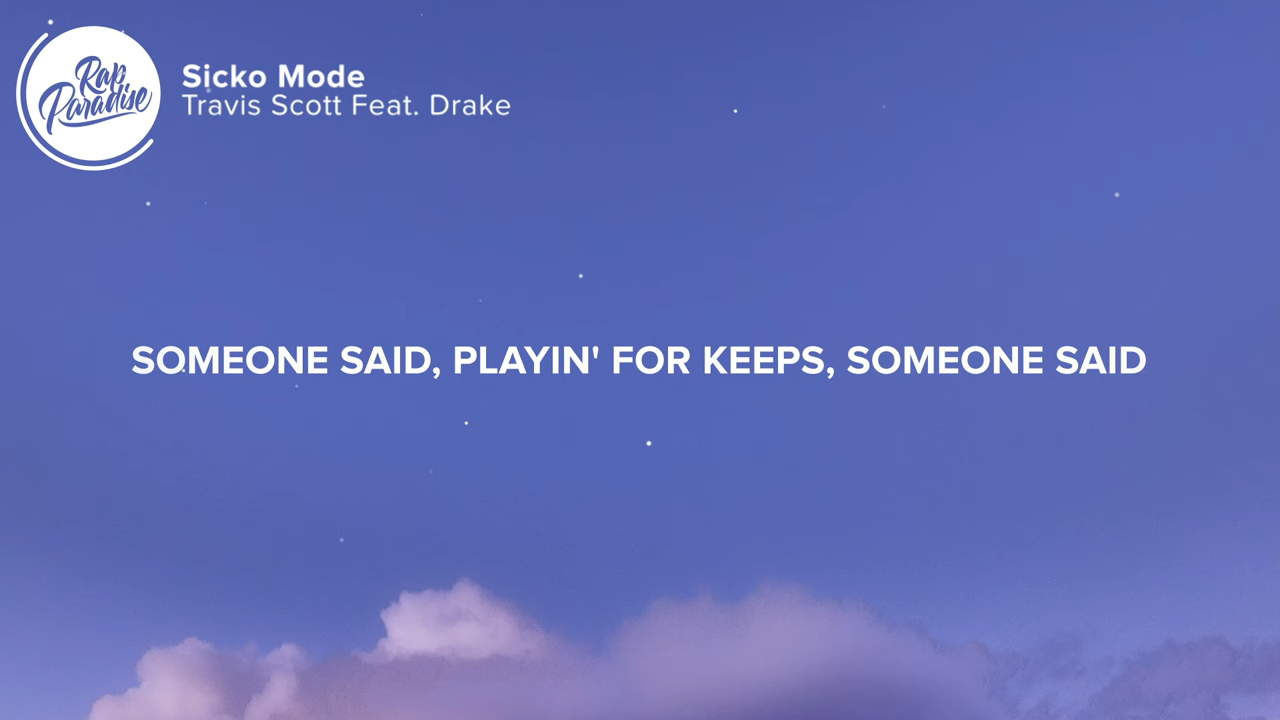 Rap
Paradise
Sicko Mode
Travis Scott Feat. Drake
SOMEONE SAID, PLAYIN' FOR KEEPS, SOMEONE SAID